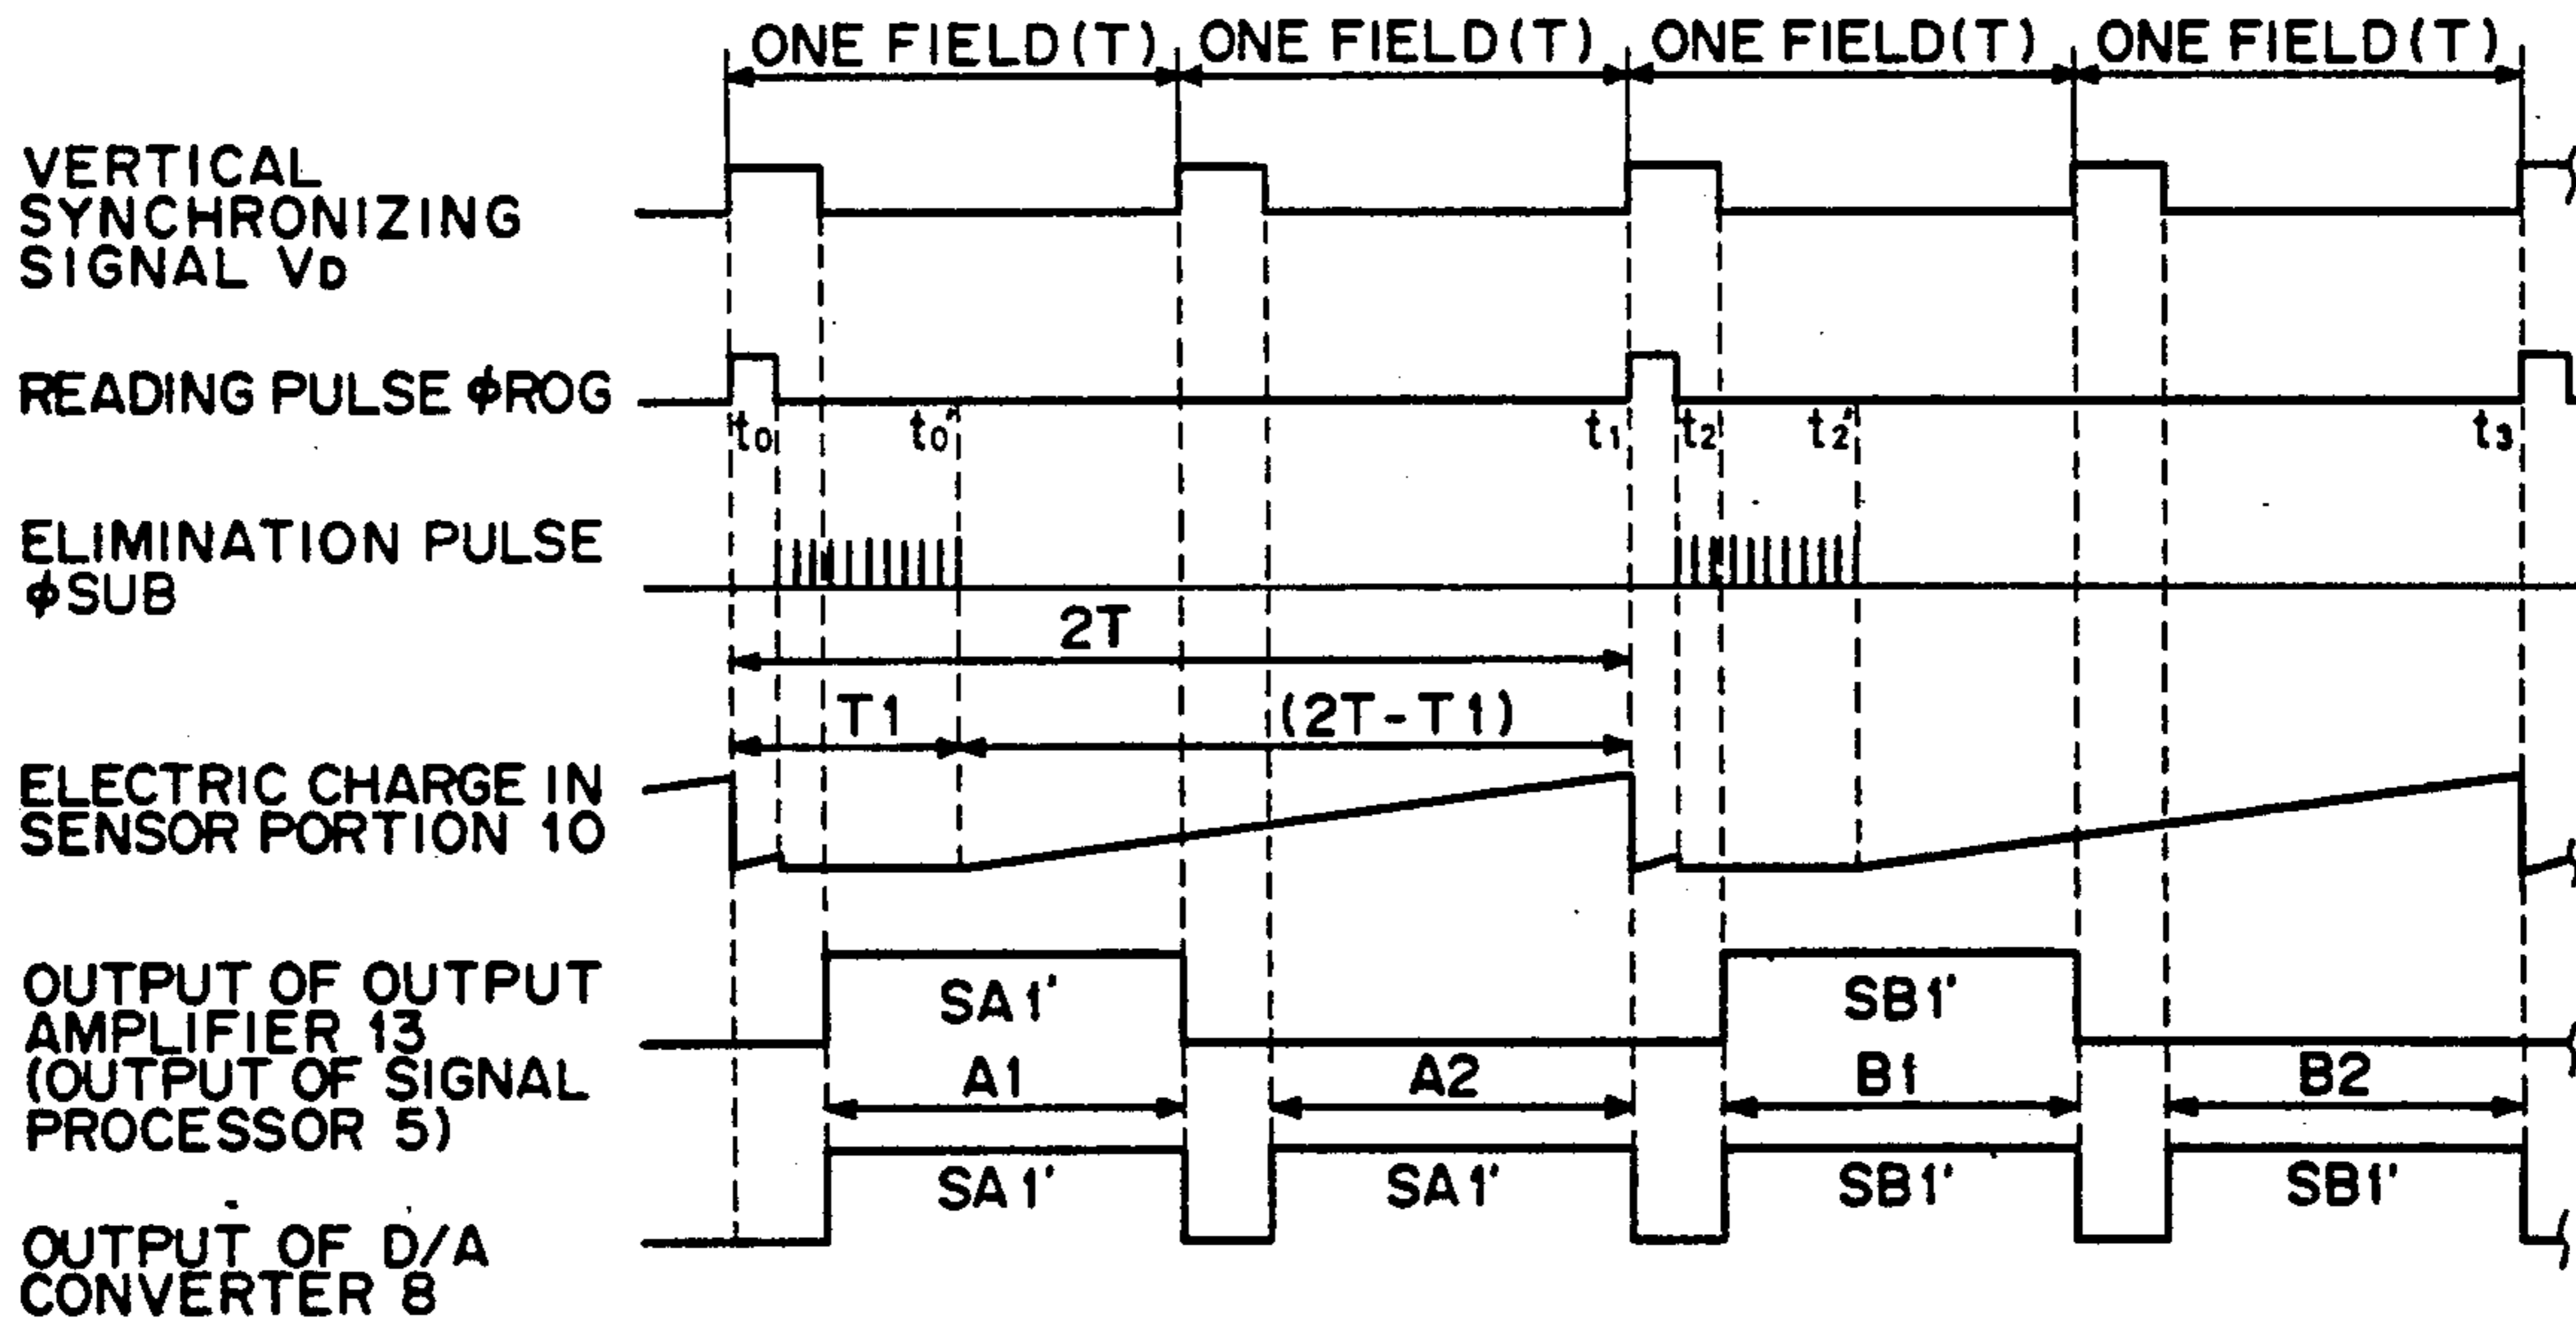 ONE FIELD(T) ONE FIELD(T) ONE FIELD(T) ONE FIELD(T)
VERTICAL
SYNCHRONIZING
SIGNAL VD
READING PULSE ϕROG
t0 t0' t1 t2 t2' t3
ELIMINATION PULSE
ϕSUB
2T
T1 (2T-T1)
ELECTRIC CHARGE IN
SENSOR PORTION 10
OUTPUT OF OUTPUT
AMPLIFIER 13
(OUTPUT OF SIGNAL
PROCESSOR 5)
SA1' SB1'
A1 A2 B1 B2
SA1' SA1' SB1' SB1'
OUTPUT OF D/A
CONVERTER 8